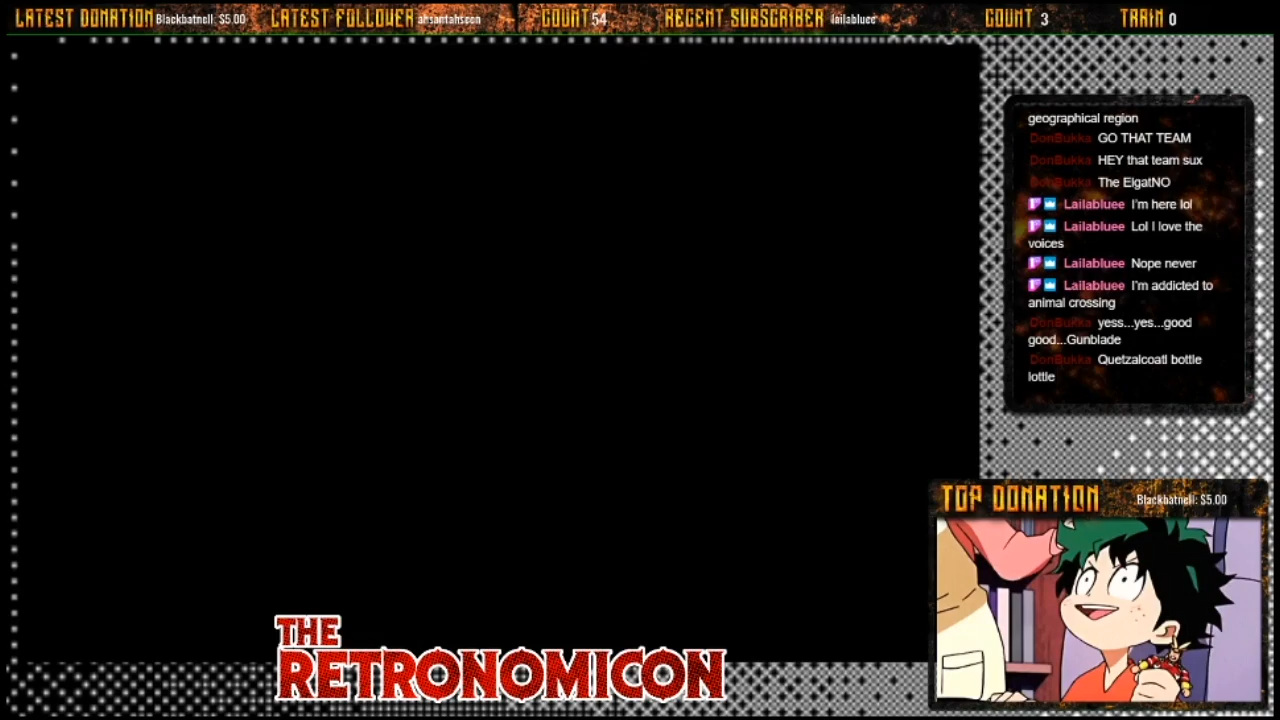 LATEST DONATION Blackbatnell: $5.00 LATEST FOLLOWER ahsantahseen COUNT 54 RECENT SUBSCRIBER lailabluee COUNT 3 TRAIN 0
geographical region
DonBukka GO THAT TEAM
DonBukka HEY that team sux
DonBukka The ElgatNO
Lailabluee I'm here lol
Lailabluee Lol I love the
voices
Lailabluee Nope never
Lailabluee I'm addicted to
animal crossing
DonBukka yess...yes...good
good...Gunblade
DonBukka Quetzalcoatl bottle
lottle
TOP DONATION Blackbatnell: $5.00
THE
RETRONOMICON